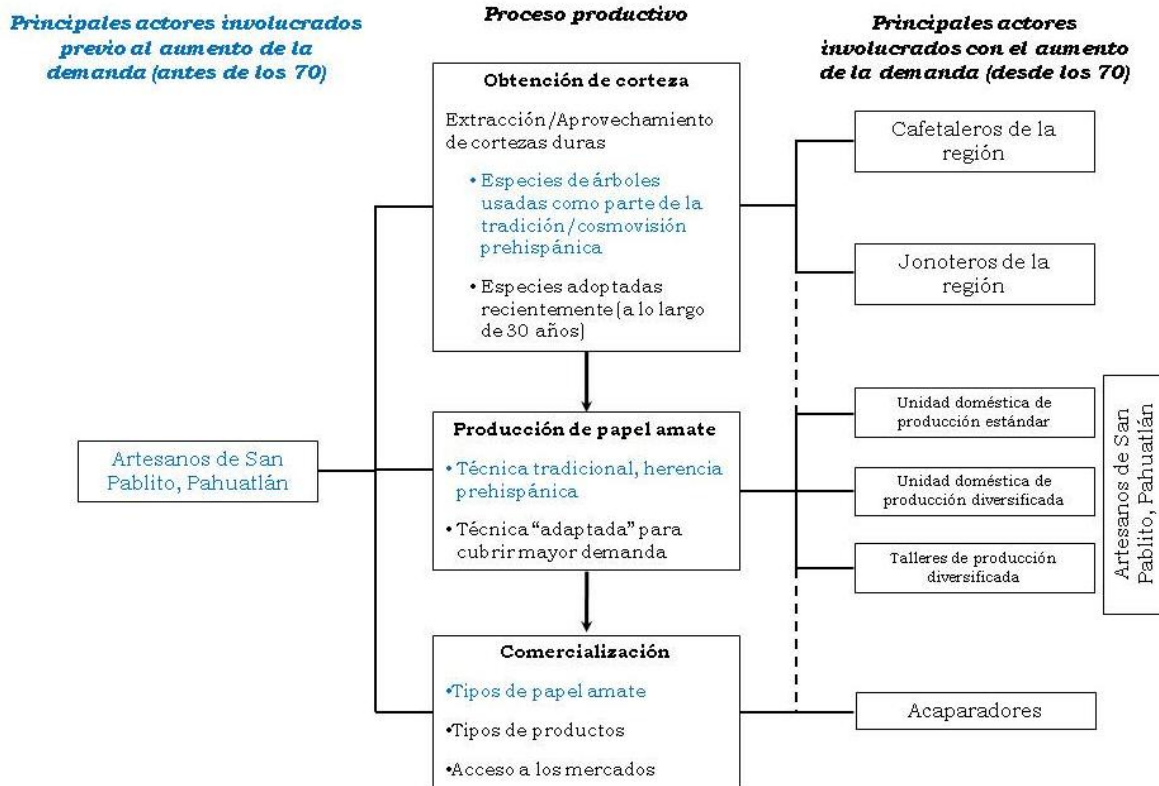 Principales actores involucrados
previo al aumento de la
demanda (antes de los 70)
Proceso productivo
Principales actores
involucrados con el aumento
de la demanda (desde los 70)
Obtención de corteza
Extracción/Aprovechamiento
de cortezas duras
• Especies de árboles
usadas como parte de la
tradición/cosmovisión
prehispánica
• Especies adoptadas
recientemente (a lo largo
de 30 años)
Cafetaleros de la
región
Jonoteros de la
región
Artesanos de San
Pablito, Pahuatlán
Producción de papel amate
• Técnica tradicional, herencia
prehispánica
• Técnica “adaptada” para
cubrir mayor demanda
Unidad doméstica de
producción estándar
Unidad doméstica de
producción diversificada
Talleres de producción
diversificada
Artesanos de San
Pablito, Pahuatlán
Comercialización
•Tipos de papel amate
•Tipos de productos
•Acceso a los mercados
Acaparadores